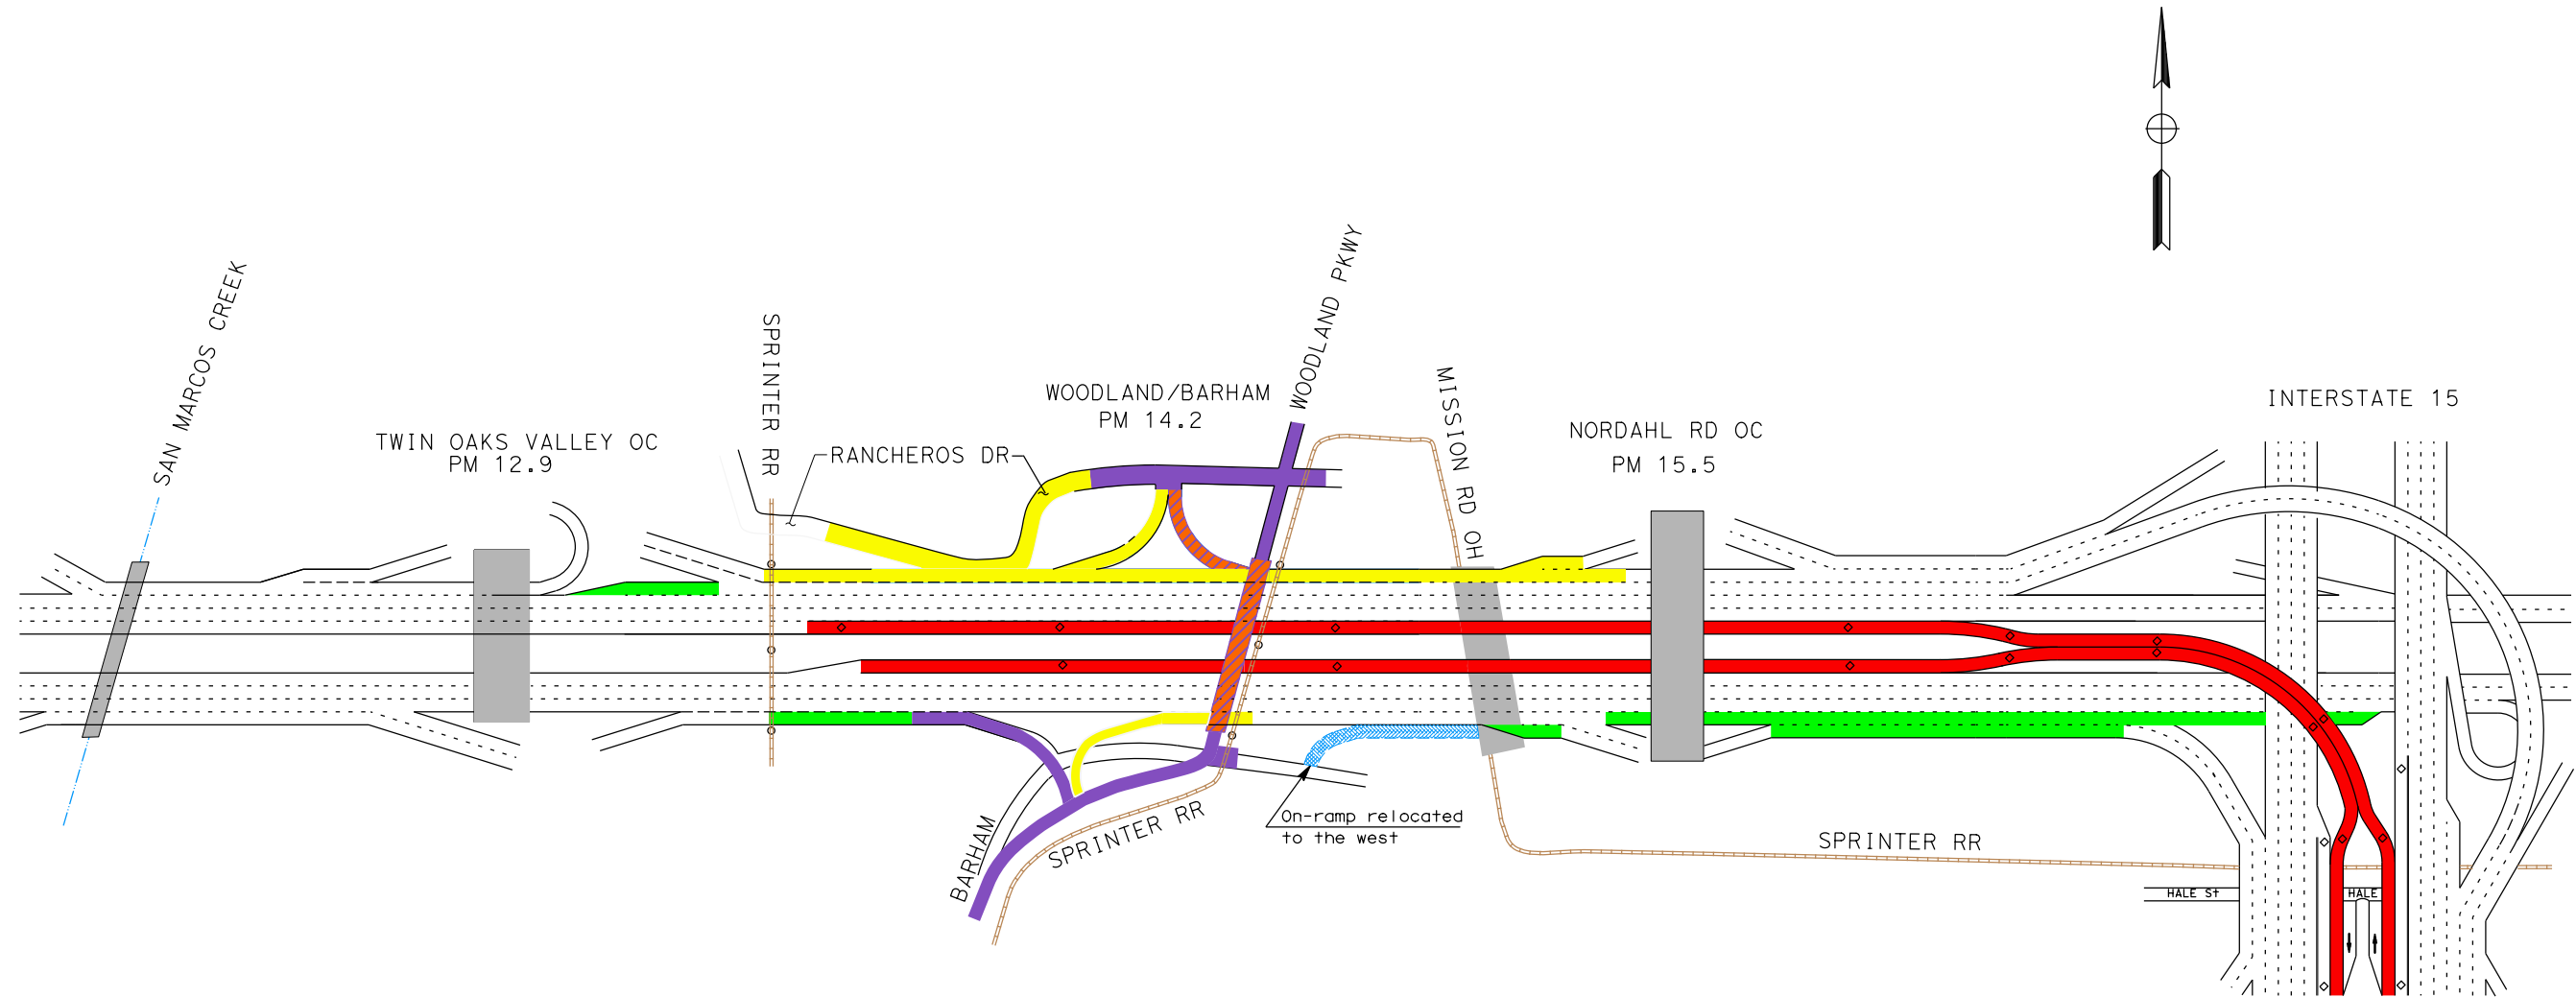 SAN MARCOS CREEK
TWIN OAKS VALLEY OC
PM 12.9
SPRINTER RR
RANCHEROS DR
WOODLAND/BARHAM
PM 14.2
WOODLAND PKWY
MISSION RD OH
NORDAHL RD OC
PM 15.5
INTERSTATE 15
BARHAM
SPRINTER RR
On-ramp relocated
to the west
SPRINTER RR
HALE St
HALE